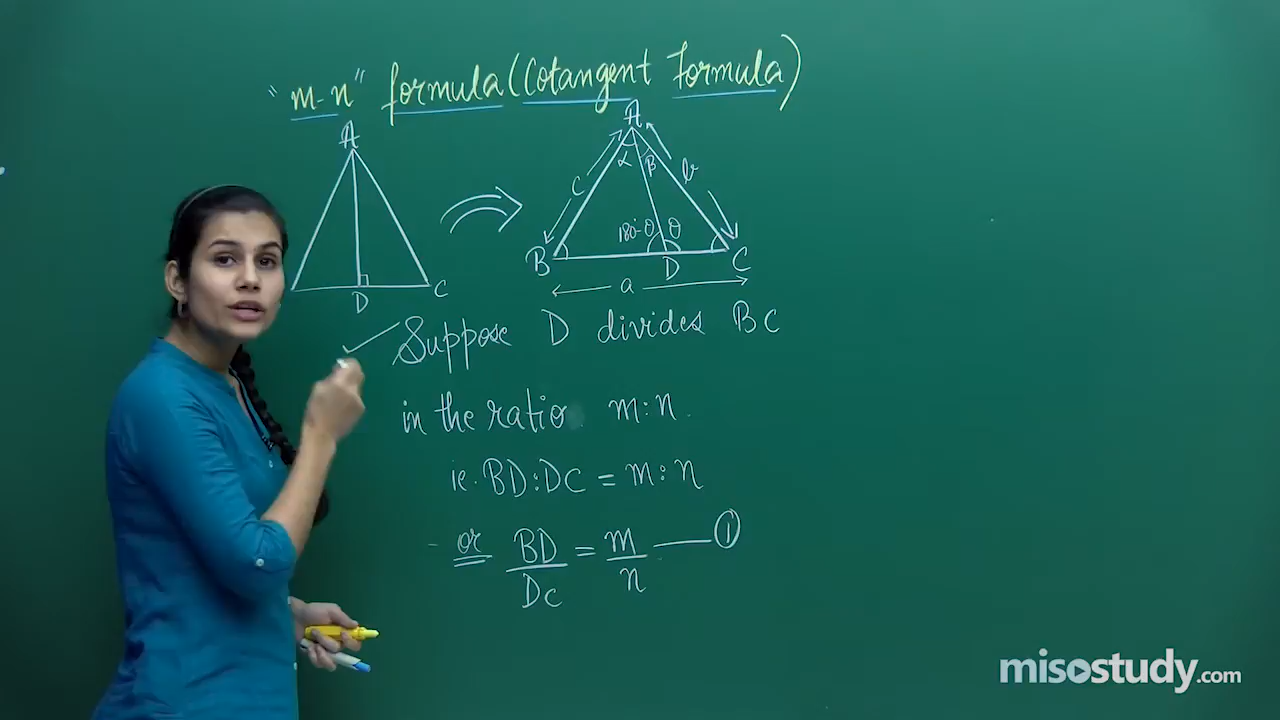 "m-n" formula (Cotangent Formula)
A
D
C
A
α
β
c
b
180°-θ
θ
B
D
C
a
Suppose D divides BC
in the ratio m:n.
ie. BD:DC = m:n
or BD/DC = m/n —— ①
misostudy.com